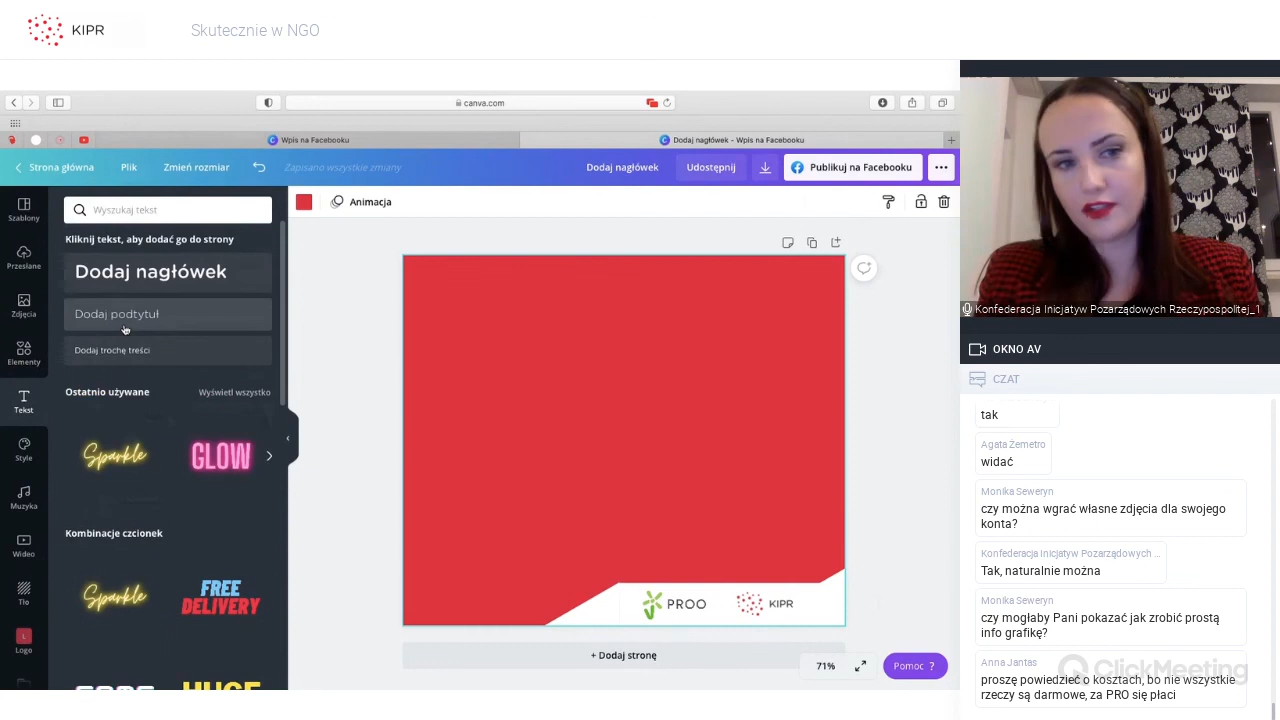 KIPR
Skutecznie w NGO
canva.com
Wpis na Facebooku
Dodaj nagłówek - Wpis na Facebooku
Strona główna
Plik
Zmień rozmiar
Zapisano wszystkie zmiany
Dodaj nagłówek
Udostępnij
Publikuj na Facebooku
Szablony
Przesłane
Zdjęcia
Elementy
Tekst
Style
Muzyka
Wideo
Tło
L
Logo
Wyszukaj tekst
Kliknij tekst, aby dodać go do strony
Dodaj nagłówek
Dodaj podtytuł
Dodaj trochę treści
Ostatnio używane
Wyświetl wszystko
Sparkle
GLOW
Kombinacje czcionek
Sparkle
FREE
DELIVERY
HUGE
Animacja
PROO
KIPR
+ Dodaj stronę
71%
Pomoc ?
Konfederacja Inicjatyw Pozarządowych Rzeczypospolitej_1
OKNO AV
CZAT
tak
Agata Żemetro
widać
Monika Seweryn
czy można wgrać własne zdjęcia dla swojego
konta?
Konfederacja Inicjatyw Pozarządowych ...
Tak, naturalnie można
Monika Seweryn
czy mogłaby Pani pokazać jak zrobić prostą
info grafikę?
Anna Jantas
proszę powiedzieć o kosztach, bo nie wszystkie
rzeczy są darmowe, za PRO się płaci
ClickMeeting